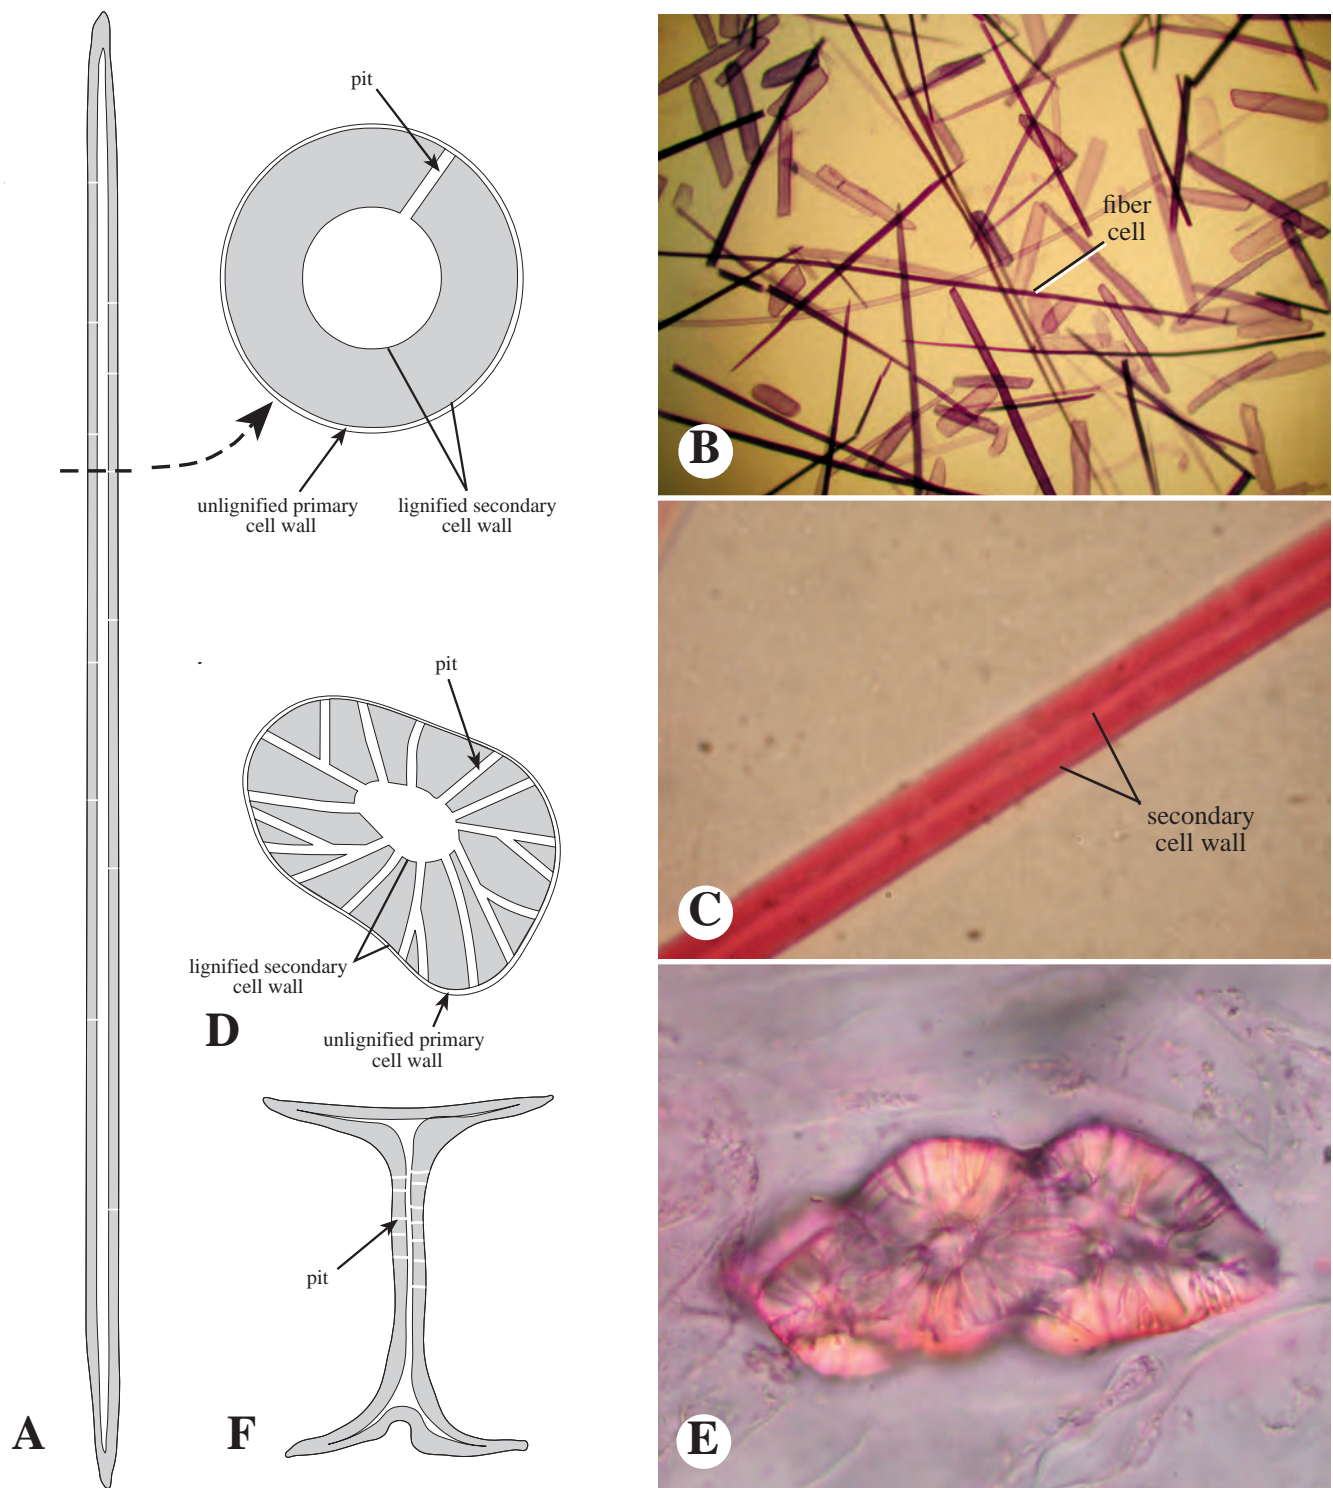 pit
unlignified primary
cell wall
lignified secondary
cell wall
A
fiber
cell
B
secondary
cell wall
C
pit
lignified secondary
cell wall
unlignified primary
cell wall
D
E
pit
F